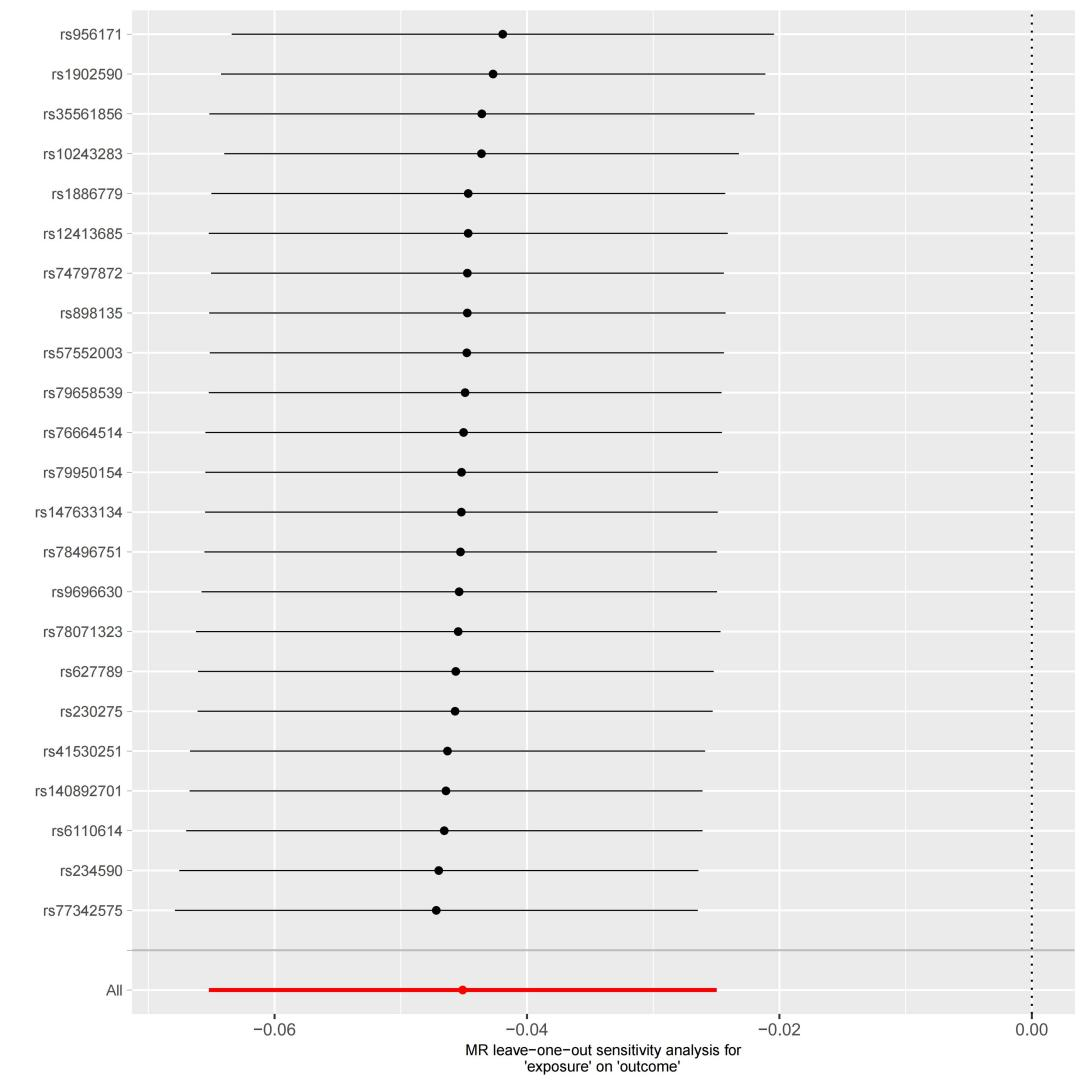 rs956171
rs1902590
rs35561856
rs10243283
rs1886779
rs12413685
rs74797872
rs898135
rs57552003
rs79658539
rs76664514
rs79950154
rs147633134
rs78496751
rs9696630
rs78071323
rs627789
rs230275
rs41530251
rs140892701
rs6110614
rs234590
rs77342575
All
−0.06 −0.04 −0.02 0.00
MR leave−one−out sensitivity analysis for
'exposure' on 'outcome'